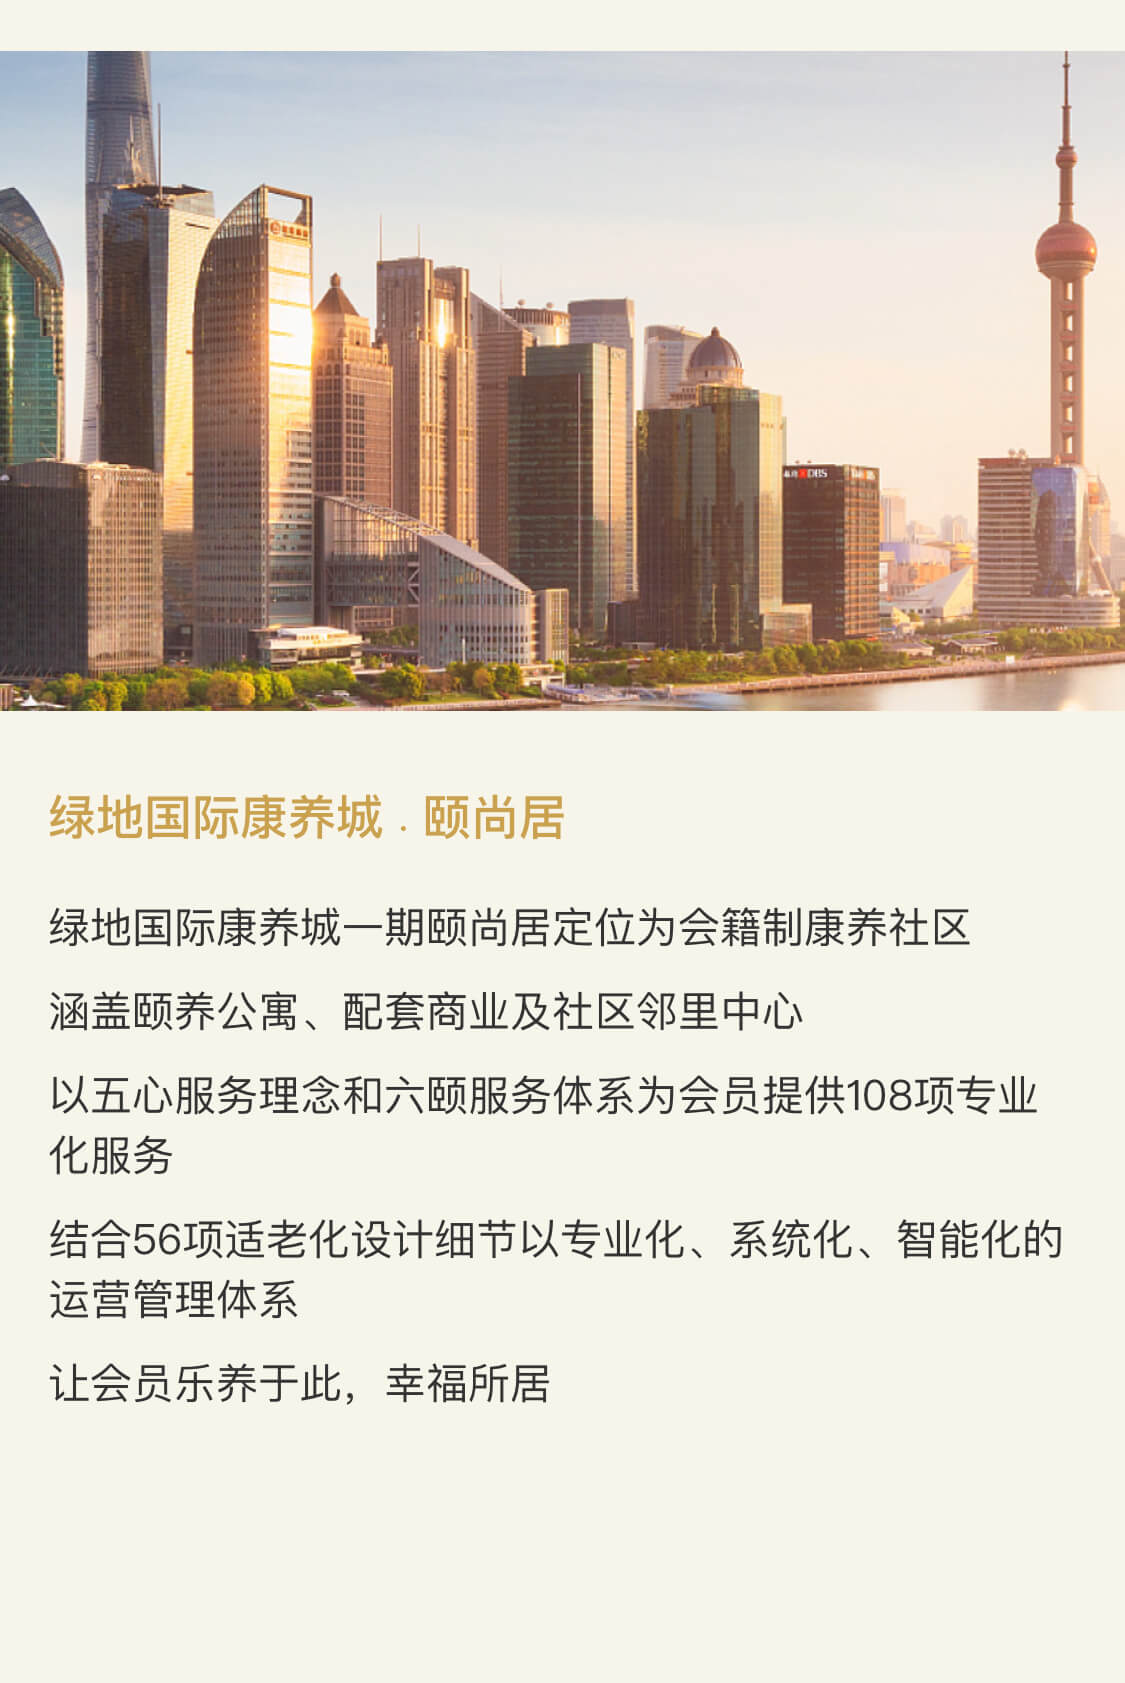 DBS
绿地国际康养城 . 颐尚居
绿地国际康养城一期颐尚居定位为会籍制康养社区
涵盖颐养公寓、配套商业及社区邻里中心
以五心服务理念和六颐服务体系为会员提供108项专业
化服务
结合56项适老化设计细节以专业化、系统化、智能化的
运营管理体系
让会员乐养于此，幸福所居